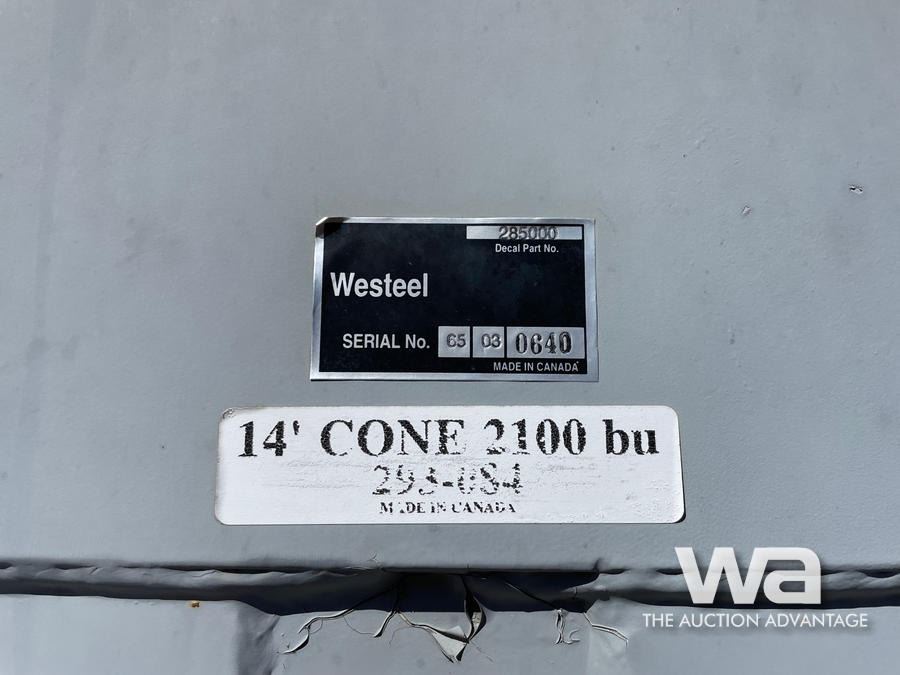 285000
Decal Part No.
Westeel
SERIAL No. 65 03 0640
MADE IN CANADA
14' CONE 2100 bu
293-084
MADE IN CANADA
wa
THE AUCTION ADVANTAGE